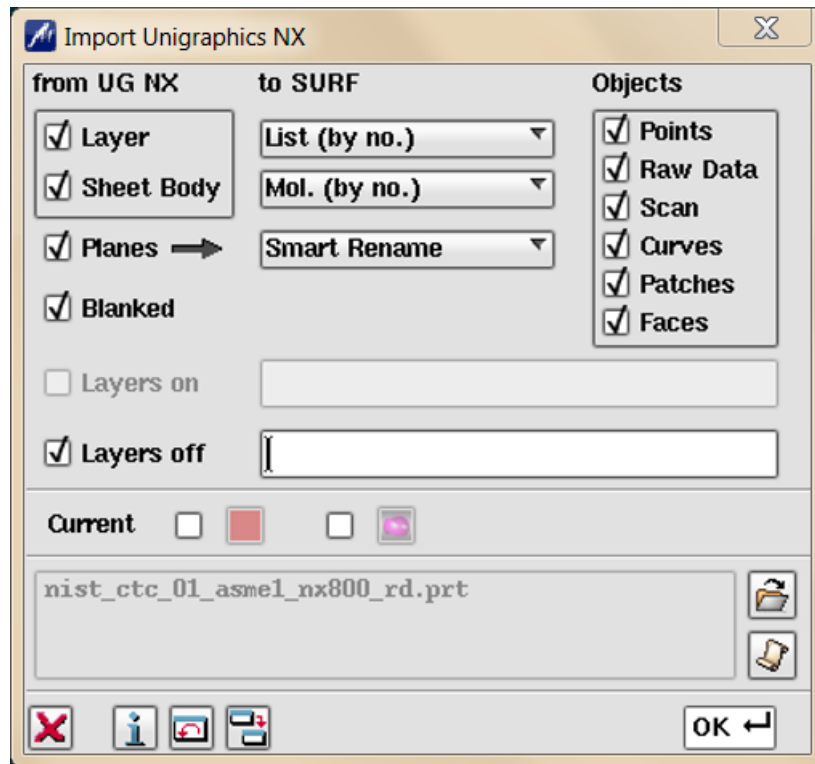 Import Unigraphics NX
from UG NX to SURF Objects
Layer List (by no.) Points
Sheet Body Mol. (by no.) Raw Data
Scan
Planes Smart Rename Curves
Patches
Blanked Faces
Layers on
Layers off
Current
nist_ctc_01_asme1_nx800_rd.prt
OK